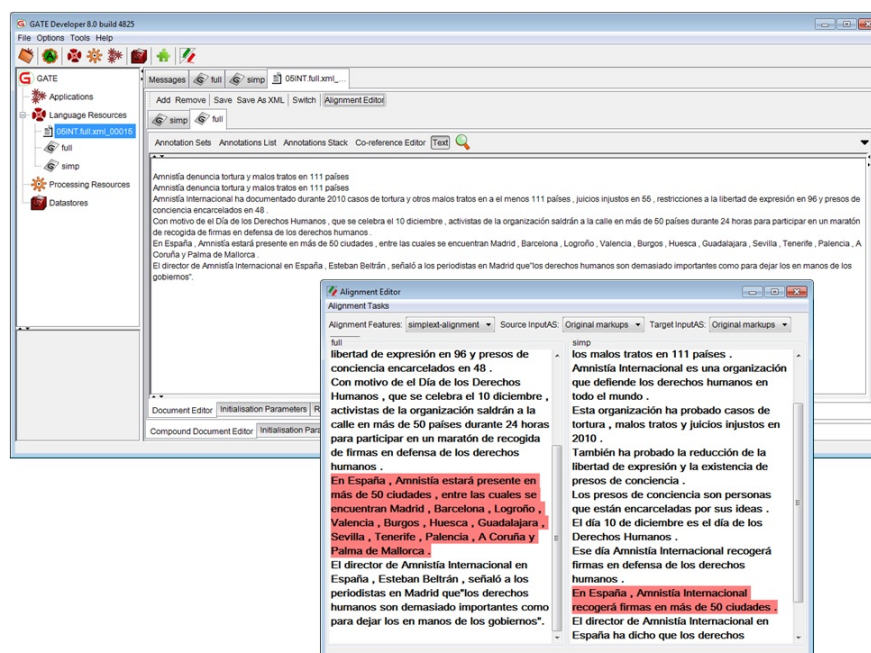 GATE Developer 8.0 build 4825
File Options Tools Help
GATE
Applications
Language Resources
05INT.full.xml_00016
full
simp
Processing Resources
Datastores
Messages full simp 05INT.full.xml_...
Add Remove Save Save As XML Switch Alignment Editor
simp full
Annotation Sets Annotations List Annotations Stack Co-reference Editor Text
Amnistía denuncia tortura y malos tratos en 111 países
Amnistía denuncia tortura y malos tratos en 111 países
Amnistía Internacional ha documentado durante 2010 casos de tortura y otros malos tratos en a el menos 111 países , juicios injustos en 55 , restricciones a la libertad de expresión en 96 y presos de
conciencia encarcelados en 48 .
Con motivo de el Día de los Derechos Humanos , que se celebra el 10 diciembre , activistas de la organización saldrán a la calle en más de 50 países durante 24 horas para participar en un maratón
de recogida de firmas en defensa de los derechos humanos .
En España , Amnistía estará presente en más de 50 ciudades , entre las cuales se encuentran Madrid , Barcelona , Logroño , Valencia , Burgos , Huesca , Guadalajara , Sevilla , Tenerife , Palencia , A
Coruña y Palma de Mallorca .
El director de Amnistía Internacional en España , Esteban Beltrán , señaló a los periodistas en Madrid que"los derechos humanos son demasiado importantes como para dejar los en manos de los
gobiernos".
Document Editor Initialisation Parameters R
Compound Document Editor Initialisation Para
Alignment Editor
Alignment Tasks
Alignment Features: simplext-alignment Source InputAS: Original markups Target InputAS: Original markups
full
libertad de expresión en 96 y presos de
conciencia encarcelados en 48 .
Con motivo de el Día de los Derechos
Humanos , que se celebra el 10 diciembre ,
activistas de la organización saldrán a la
calle en más de 50 países durante 24 horas
para participar en un maratón de recogida
de firmas en defensa de los derechos
humanos .
En España , Amnistía estará presente en
más de 50 ciudades , entre las cuales se
encuentran Madrid , Barcelona , Logroño ,
Valencia , Burgos , Huesca , Guadalajara ,
Sevilla , Tenerife , Palencia , A Coruña y
Palma de Mallorca .
El director de Amnistía Internacional en
España , Esteban Beltrán , señaló a los
periodistas en Madrid que"los derechos
humanos son demasiado importantes como
para dejar los en manos de los gobiernos".
simp
los malos tratos en 111 países .
Amnistía Internacional es una organización
que defiende los derechos humanos en
todo el mundo .
Esta organización ha probado casos de
tortura , malos tratos y juicios injustos en
2010 .
También ha probado la reducción de la
libertad de expresión y la existencia de
presos de conciencia .
Los presos de conciencia son personas
que están encarceladas por sus ideas .
El día 10 de diciembre es el día de los
Derechos Humanos .
Ese día Amnistía Internacional recogerá
firmas en defensa de los derechos
humanos .
En España , Amnistía Internacional
recogerá firmas en más de 50 ciudades .
El director de Amnistía Internacional en
España ha dicho que los derechos